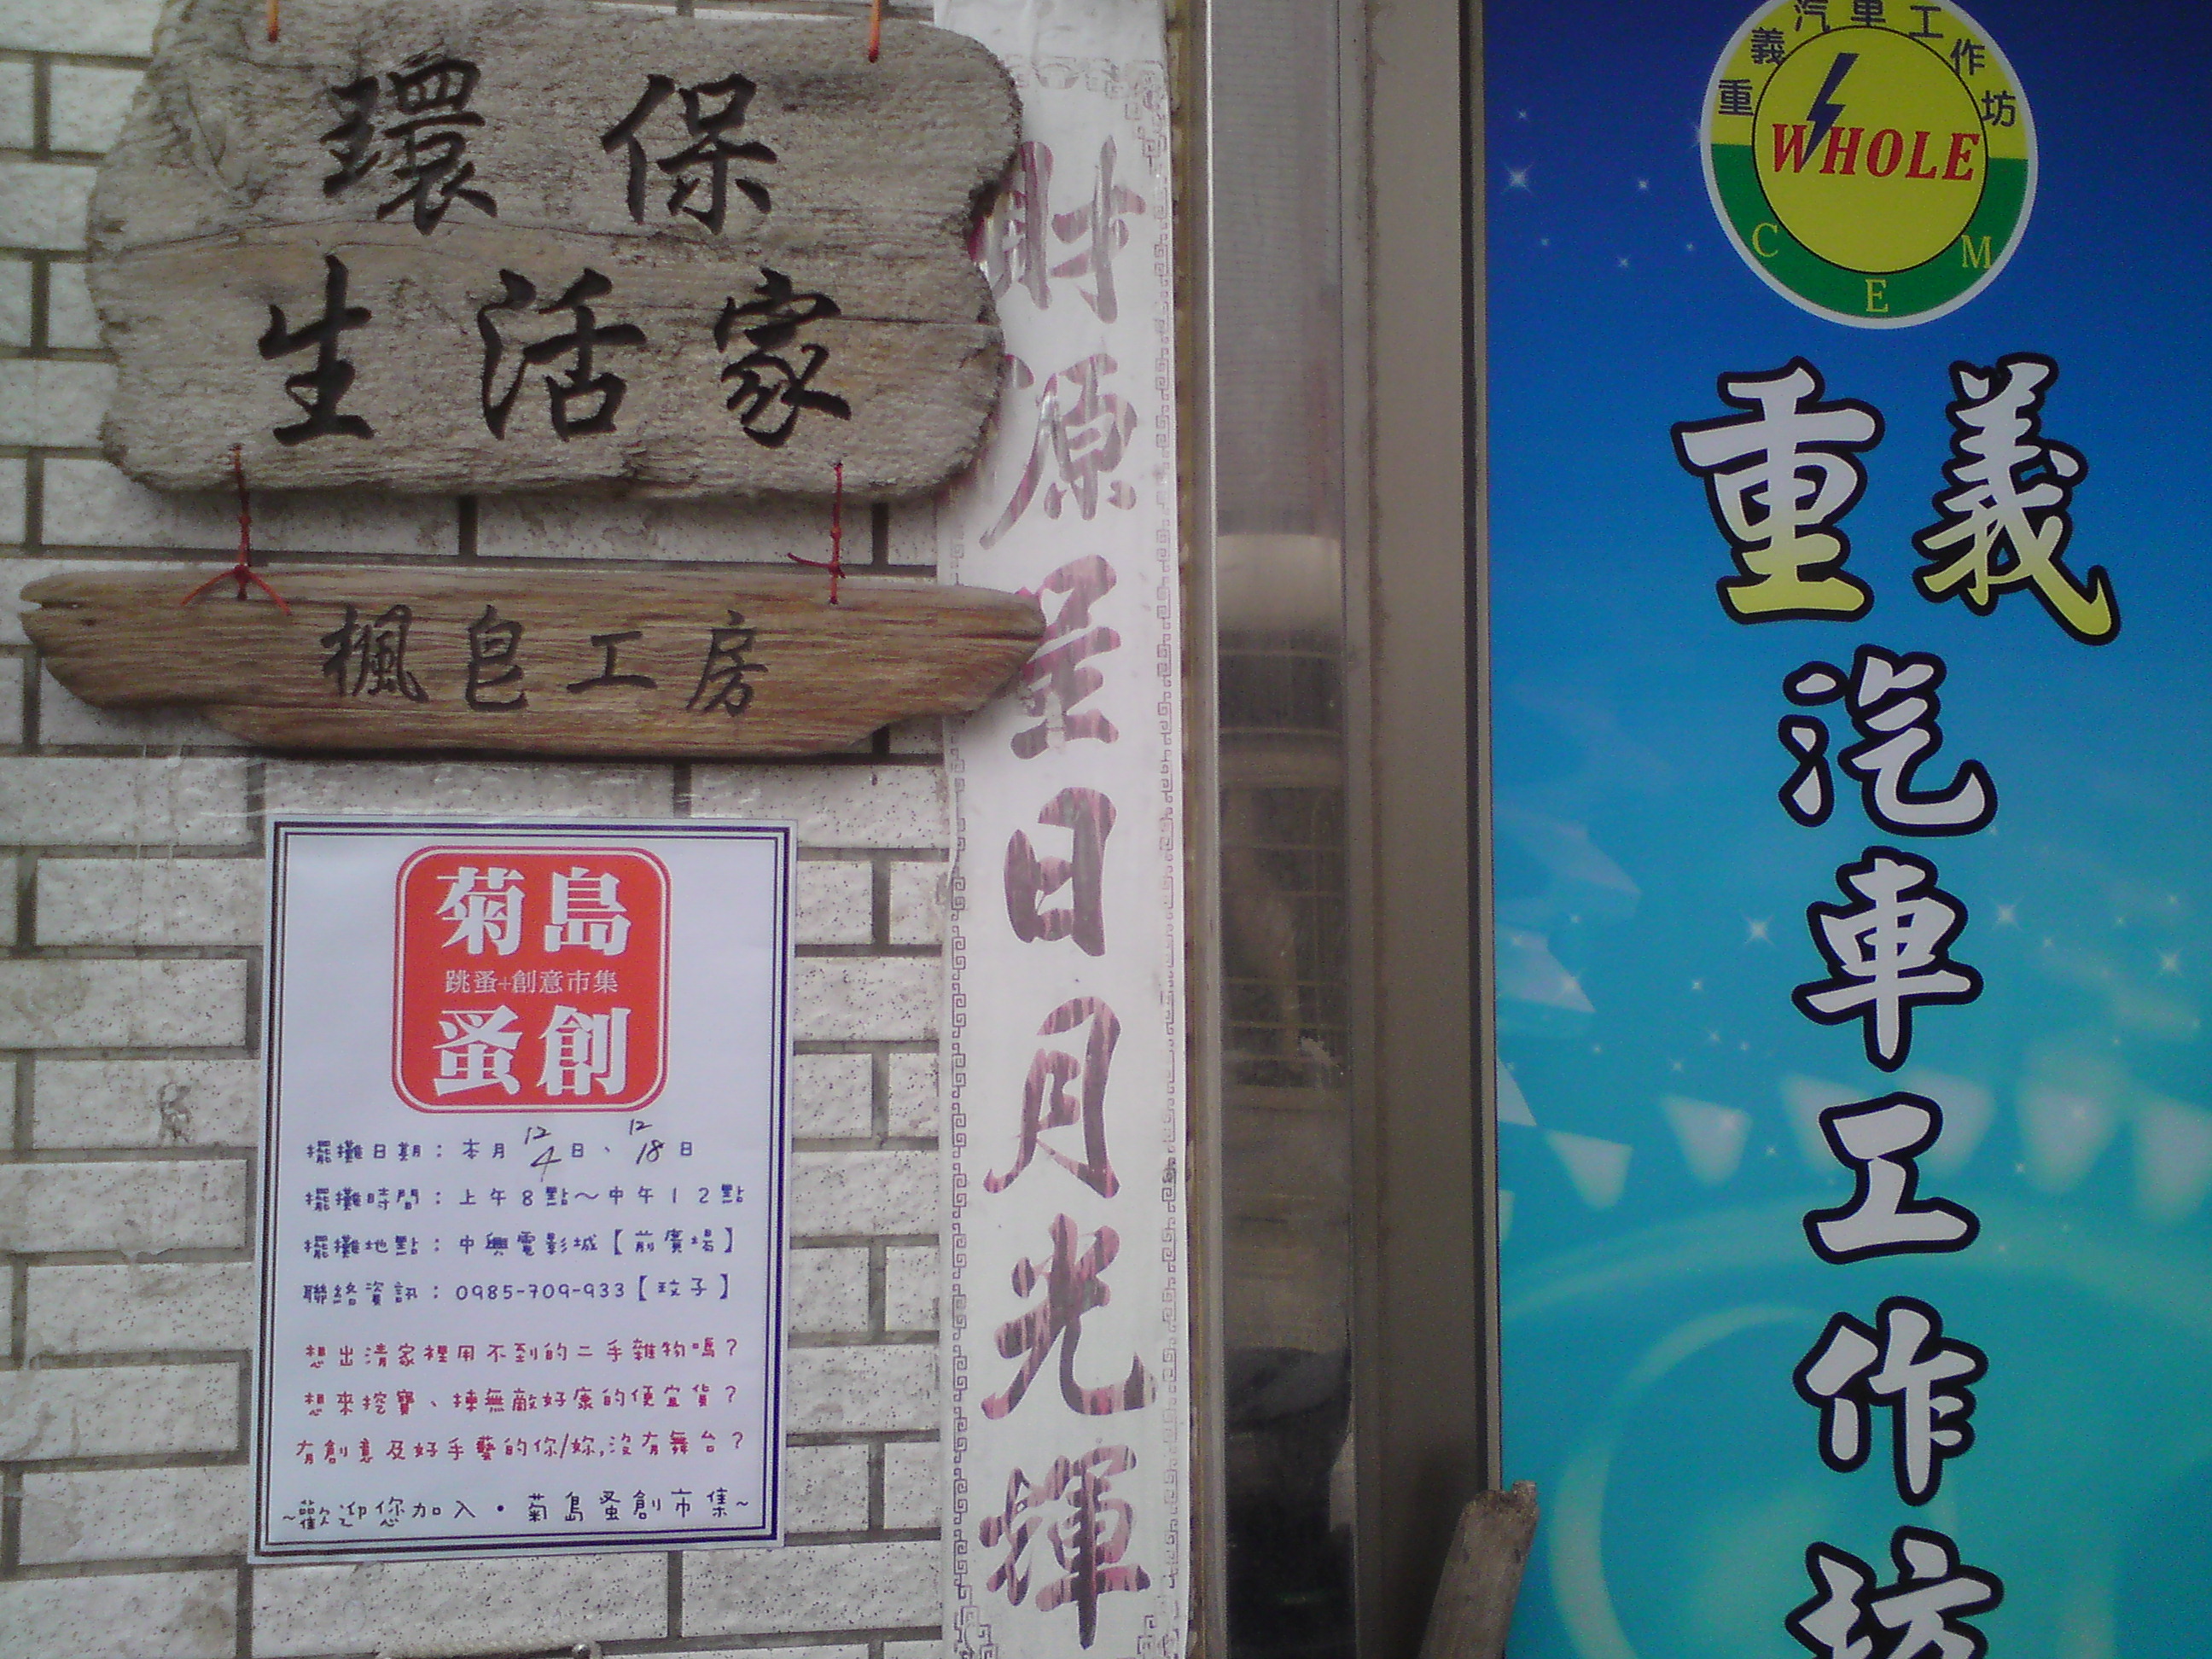 環保
生活家
楓皂工房
菊島
跳蚤+創意市集
蚤創
擺攤日期：本月12/4日、12/18日
擺攤時間：上午8點～中午12點
擺攤地點：中興電影城【前廣場】
聯絡資訊：0985-709-933【玟子】
想出清家裡用不到的二手雜物嗎？
想來挖寶、揀無敵好康的便宜貨？
有創意及好手藝的你/妳,沒有舞台？
~歡迎您加入・菊島蚤創市集~
財源呈日月光輝
重義汽車工作坊
WHOLE
C E M
重義汽車工作坊